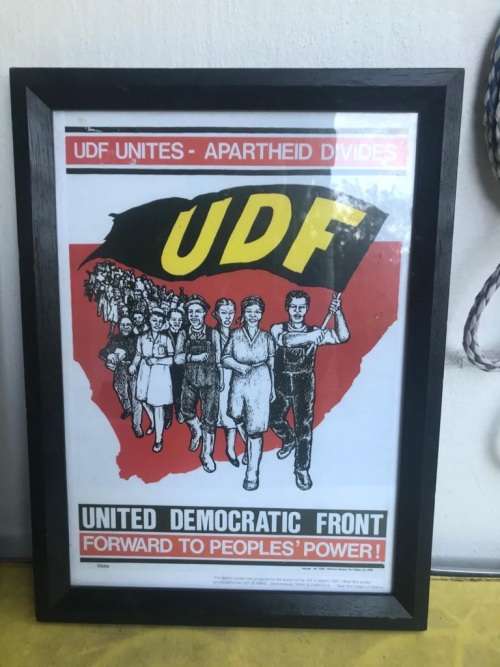 UDF UNITES - APARTHEID DIVIDES
UDF
UNITED DEMOCRATIC FRONT
FORWARD TO PEOPLES' POWER!